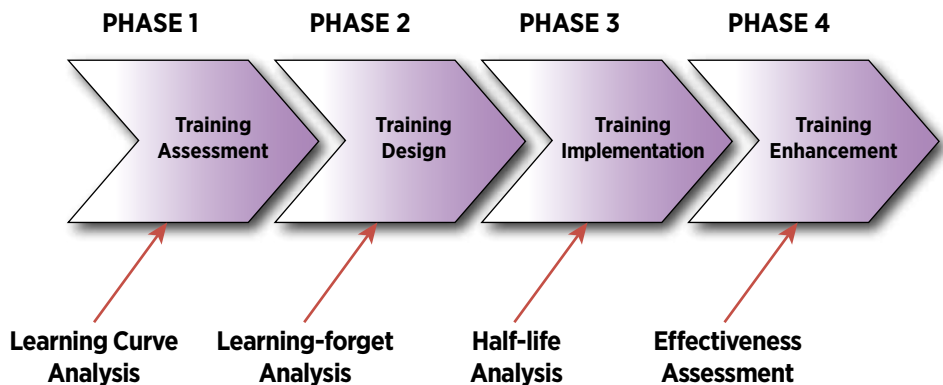 PHASE 1
PHASE 2
PHASE 3
PHASE 4
Training
Assessment
Training
Design
Training
Implementation
Training
Enhancement
Learning Curve
Analysis
Learning-forget
Analysis
Half-life
Analysis
Effectiveness
Assessment